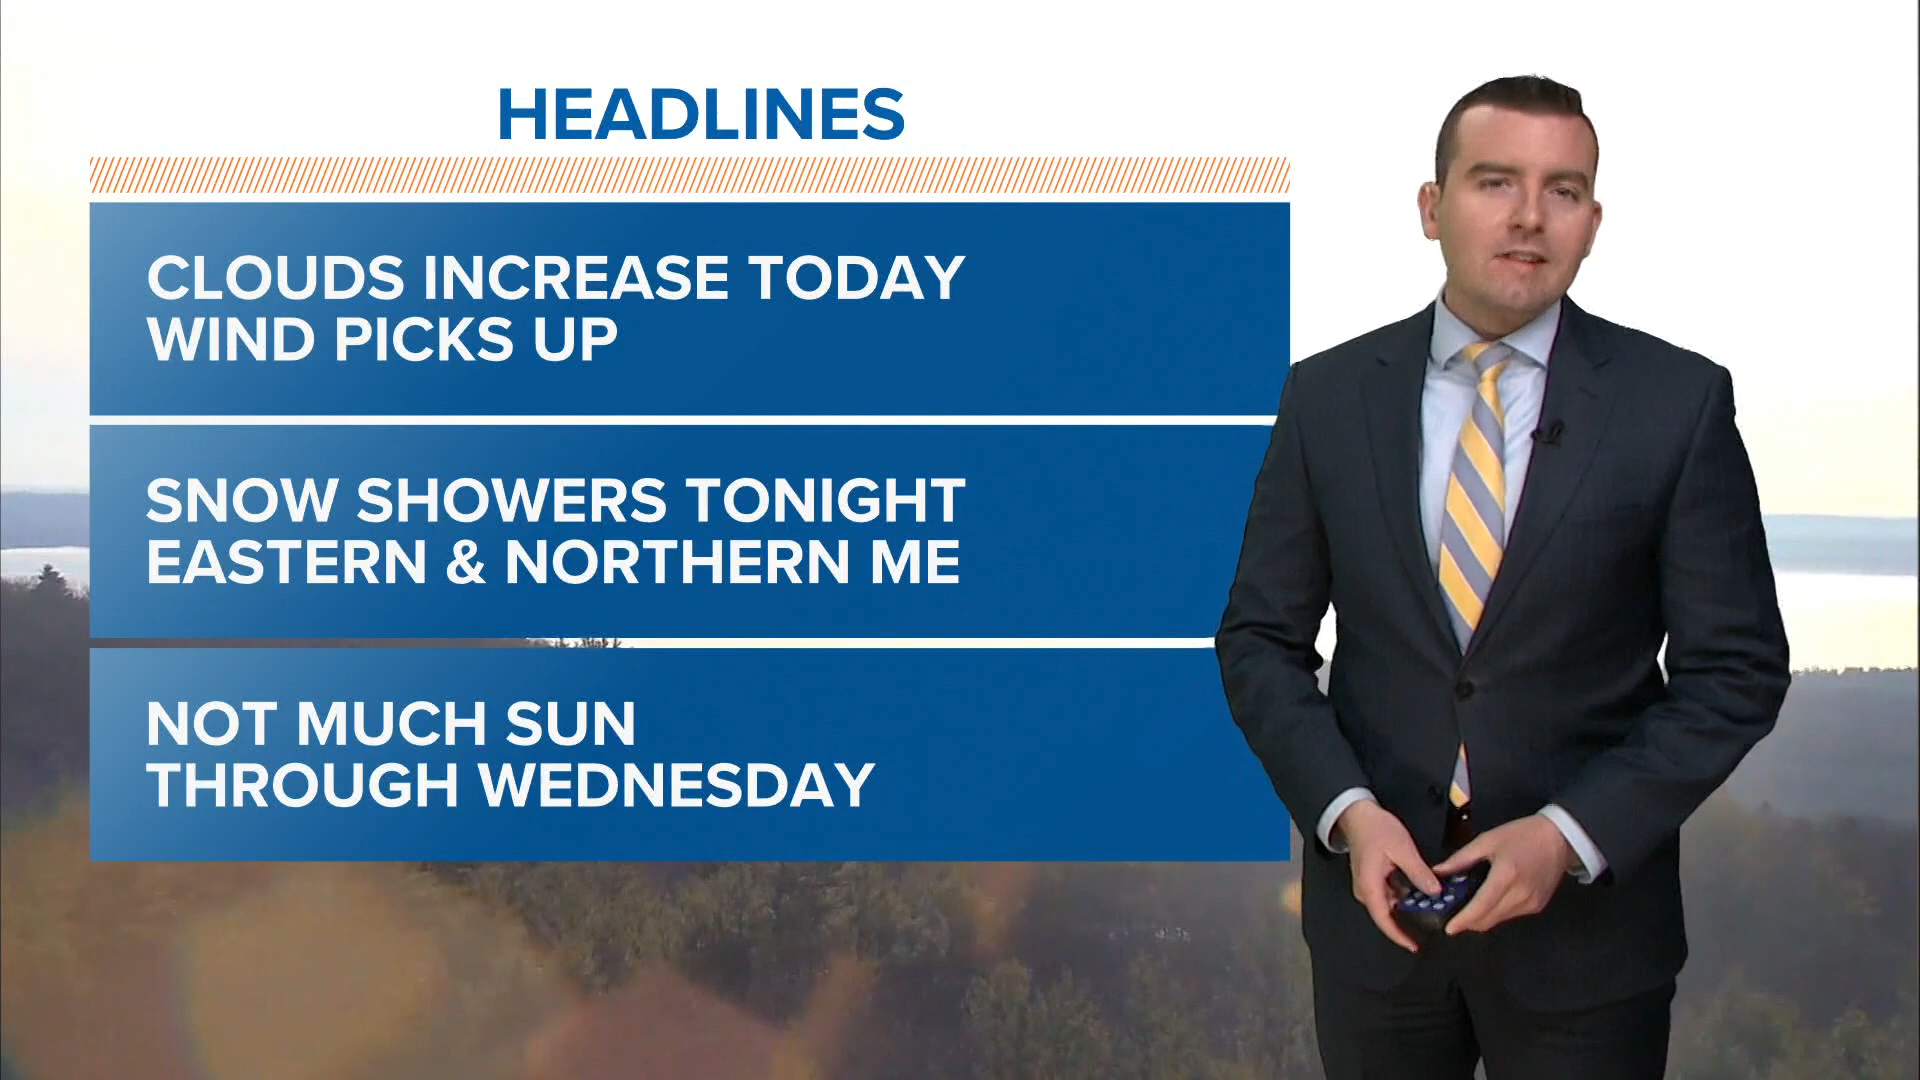 HEADLINES
CLOUDS INCREASE TODAY
WIND PICKS UP
SNOW SHOWERS TONIGHT
EASTERN & NORTHERN ME
NOT MUCH SUN
THROUGH WEDNESDAY